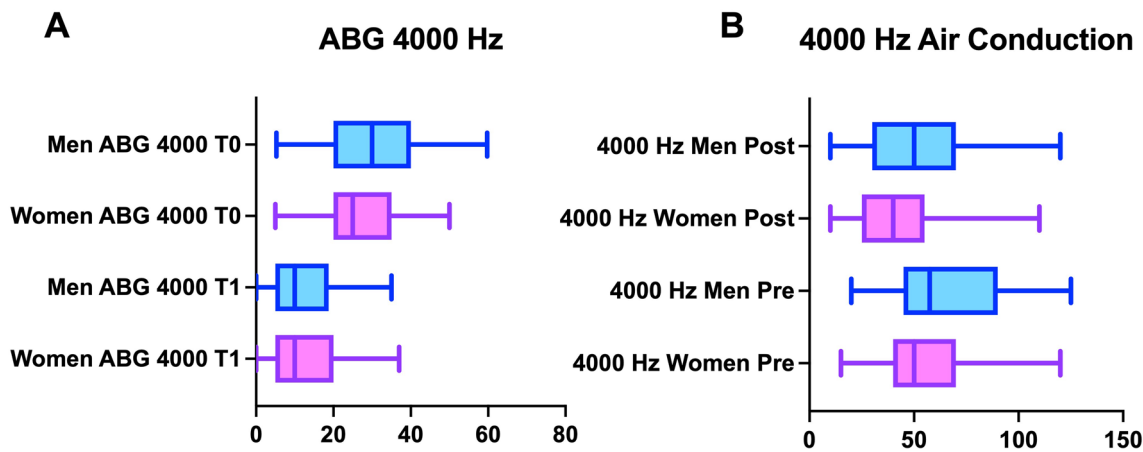 A
ABG 4000 Hz
Men ABG 4000 T0
Women ABG 4000 T0
Men ABG 4000 T1
Women ABG 4000 T1
0 20 40 60 80
B
4000 Hz Air Conduction
4000 Hz Men Post
4000 Hz Women Post
4000 Hz Men Pre
4000 Hz Women Pre
0 50 100 150